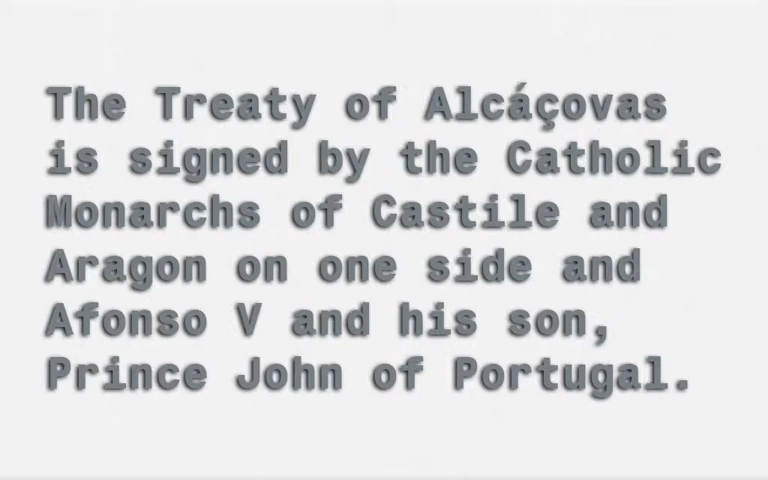 The Treaty of Alcáçovas
is signed by the Catholic
Monarchs of Castile and
Aragon on one side and
Afonso V and his son,
Prince John of Portugal.